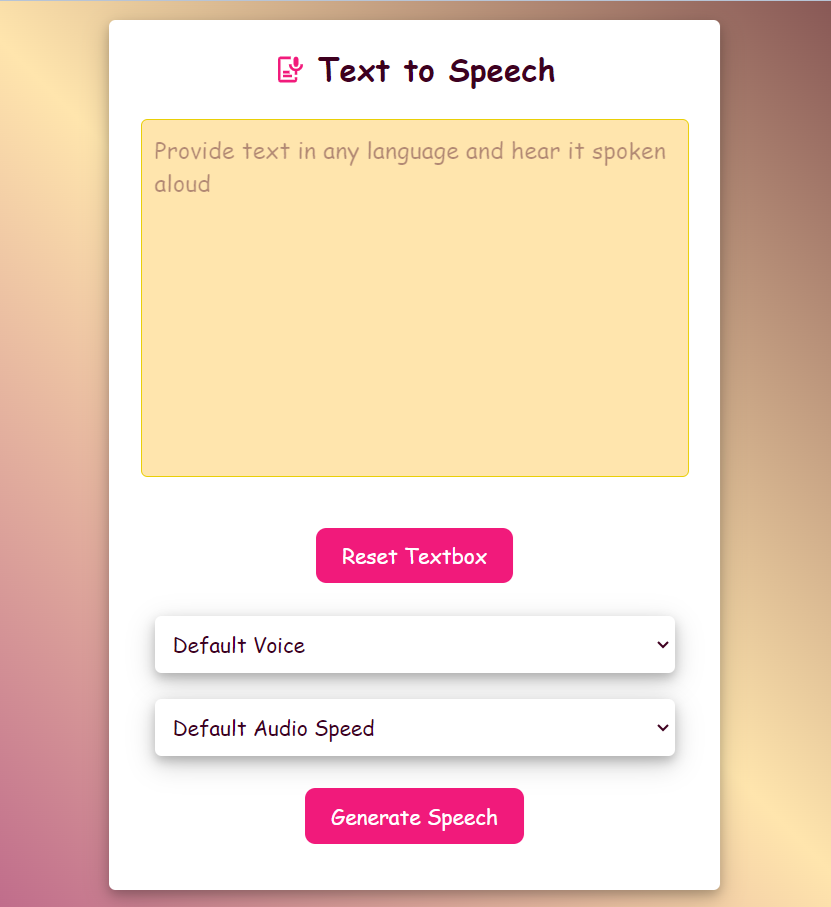 Text to Speech
Provide text in any language and hear it spoken
aloud
Reset Textbox
Default Voice
Default Audio Speed
Generate Speech